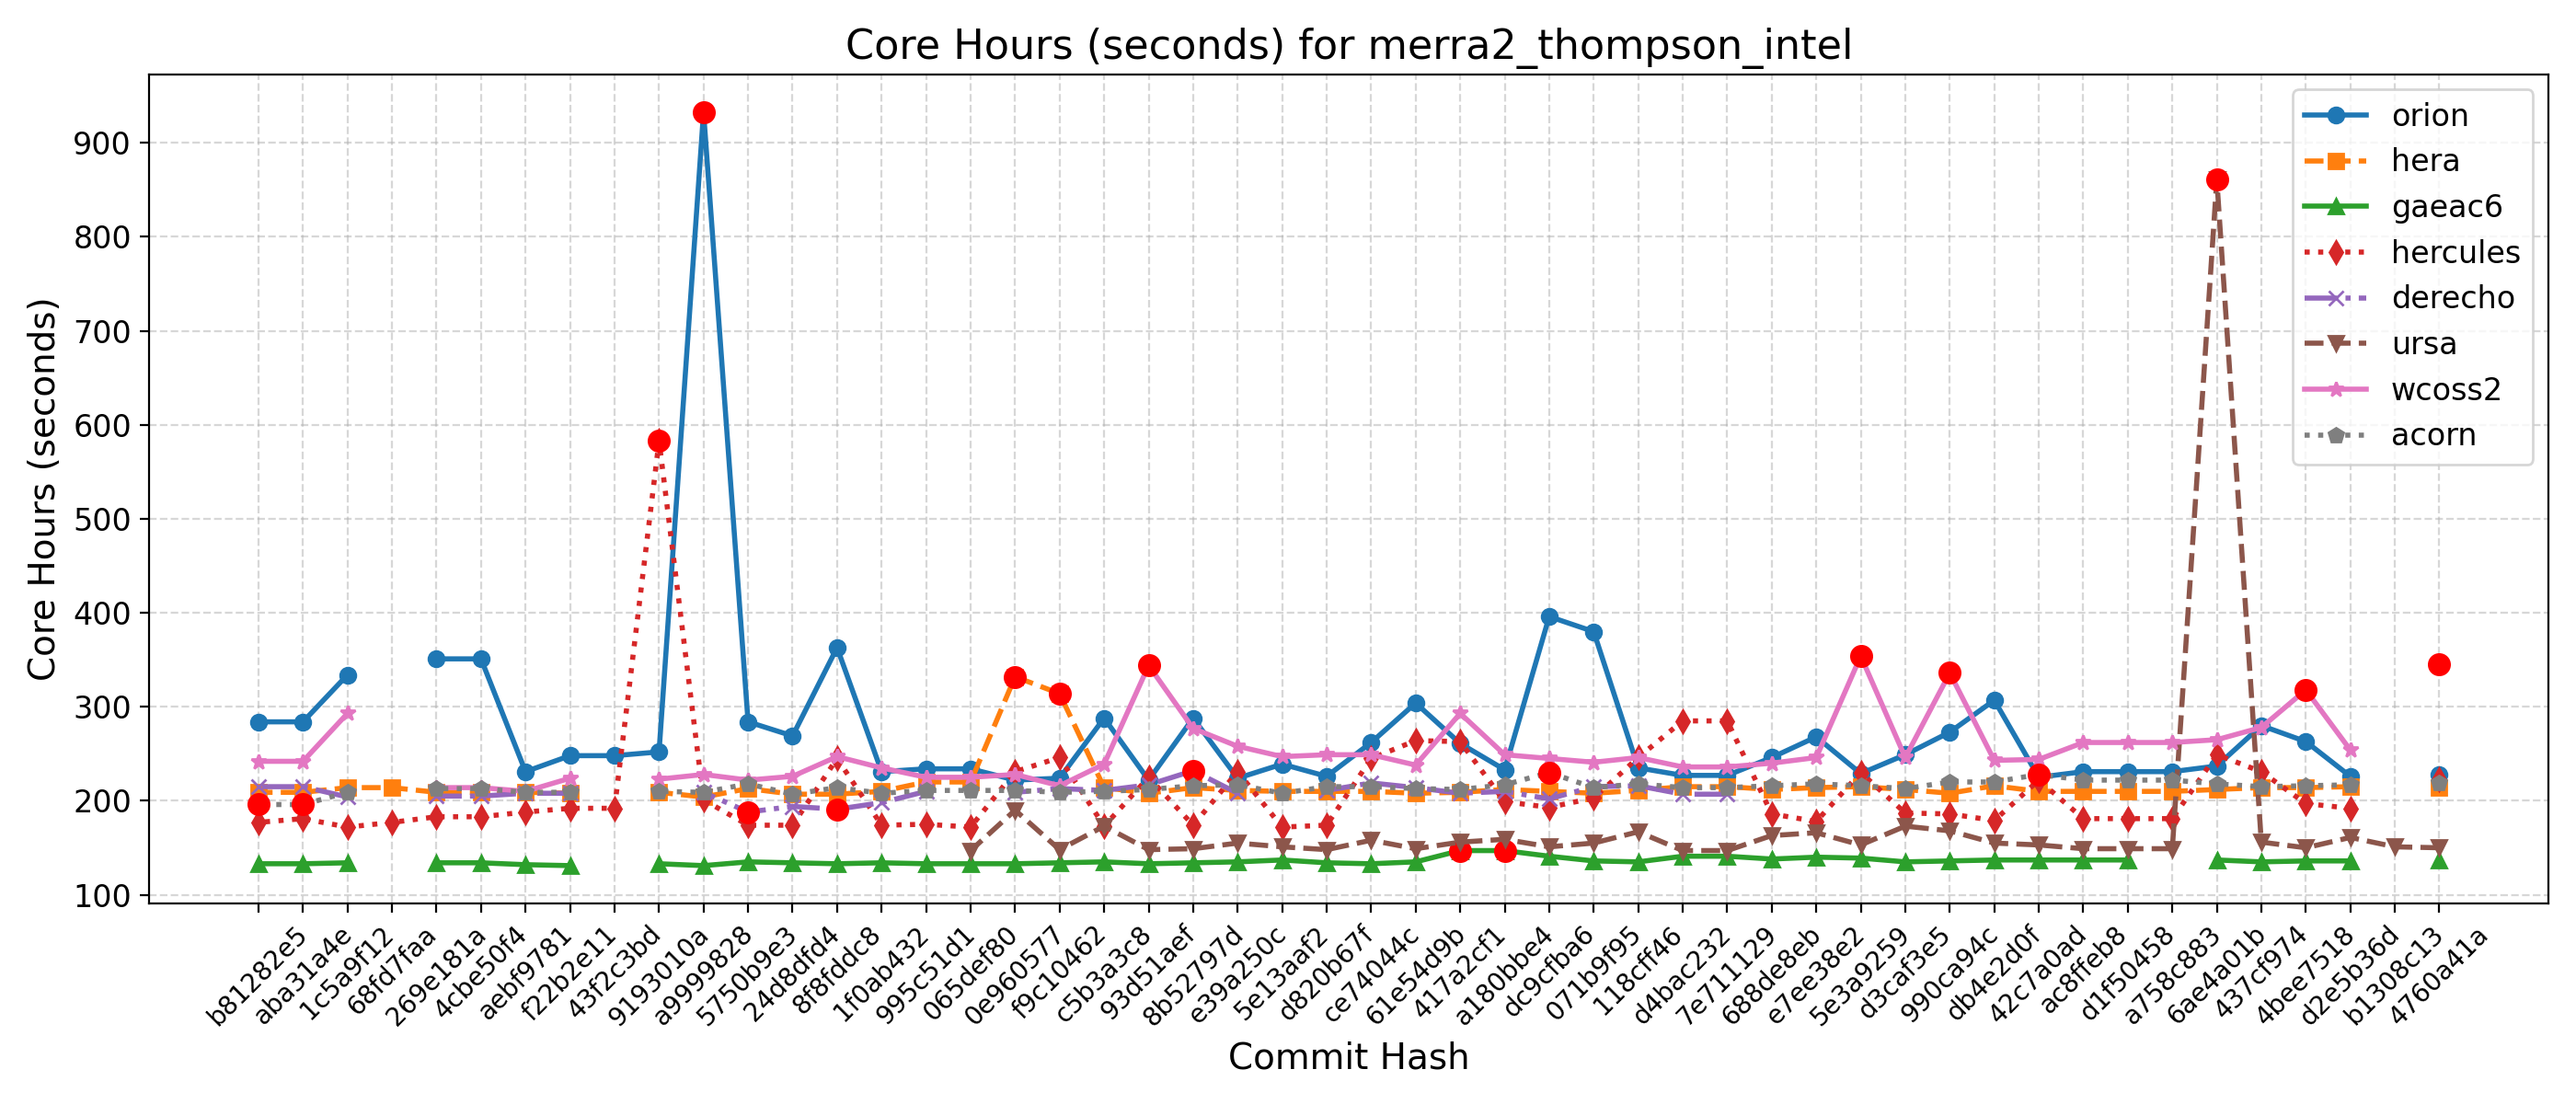 Core Hours (seconds) for merra2_thompson_intel
Core Hours (seconds)
900
800
700
600
500
400
300
200
100
orion
hera
gaeac6
hercules
derecho
ursa
wcoss2
acorn
b81282e5
aba31a4e
1c5a9f12
68fd7faa
269e181a
4cbe50f4
aebf9781
f22b2e11
43f2c3bd
9193010a
a9999828
5750b9e3
24d8dfd4
8f8fddc8
1f0ab432
995c51d1
065def80
0e960577
f9c10462
c5b3a3c8
93d51aef
8b52797d
e39a250c
5e13aaf2
d820b67f
ce74044c
61e54d9b
417a2cf1
a180bbe4
dc9cfba6
071b9f95
118cff46
d4bac232
7e711129
688de8eb
e7ee38e2
5e3a9259
d3caf3e5
990ca94c
db4e2d0f
42c7a0ad
ac8ffeb8
d1f50458
a758c883
6ae4a01b
437cf974
4bee7518
d2e5b36d
b1308c13
4760a41a
Commit Hash